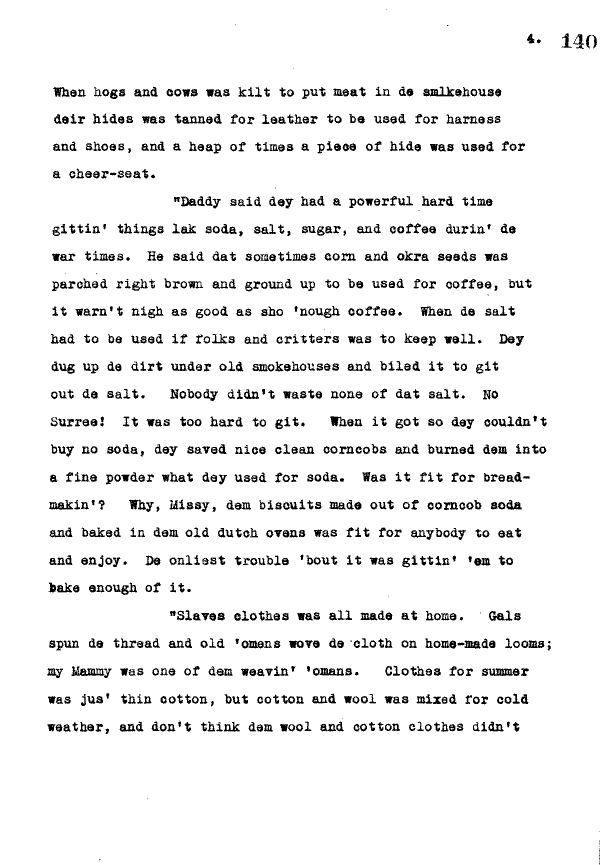 4. 140
When hogs and cows was kilt to put meat in de smlkehouse
deir hides was tanned for leather to be used for harness
and shoes, and a heap of times a piece of hide was used for
a cheer-seat.
"Daddy said dey had a powerful hard time
gittin' things lak soda, salt, sugar, and coffee durin' de
war times. He said dat sometimes corn and okra seeds was
parched right brown and ground up to be used for coffee, but
it warn't nigh as good as sho 'nough coffee. When de salt
had to be used if folks and critters was to keep well. Dey
dug up de dirt under old smokehouses and biled it to git
out de salt. Nobody didn't waste none of dat salt. No
Surree! It was too hard to git. When it got so dey couldn't
buy no soda, dey saved nice clean corncobs and burned dem into
a fine powder what dey used for soda. Was it fit for bread-
makin'? Why, Missy, dem biscuits made out of corncob soda
and baked in dem old dutch ovens was fit for anybody to eat
and enjoy. De onliest trouble 'bout it was gittin' 'em to
bake enough of it.
"Slaves clothes was all made at home. Gals
spun de thread and old 'omens wove de cloth on home-made looms;
my Mammy was one of dem weavin' 'omans. Clothes for summer
was jus' thin cotton, but cotton and wool was mixed for cold
weather, and don't think dem wool and cotton clothes didn't